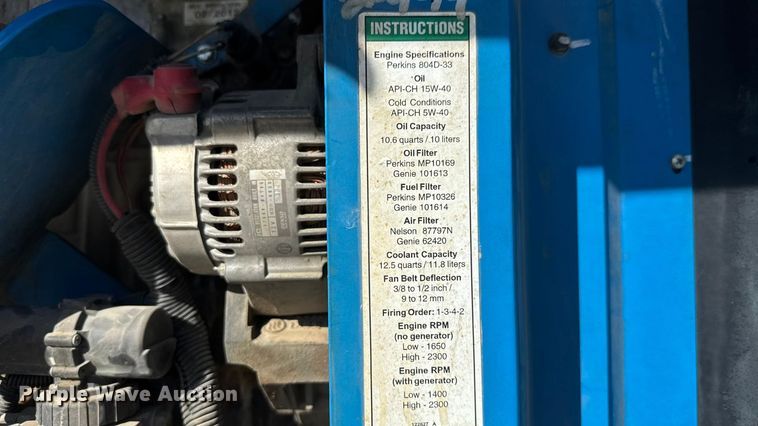 INSTRUCTIONS
Engine Specifications
Perkins 804D-33
Oil
API-CH 15W-40
Cold Conditions
API-CH 5W-40
Oil Capacity
10.6 quarts / 10 liters
Oil Filter
Perkins MP10169
Genie 101613
Fuel Filter
Perkins MP10326
Genie 101614
Air Filter
Nelson 87797N
Genie 62420
Coolant Capacity
12.5 quarts / 11.8 liters
Fan Belt Deflection
3/8 to 1/2 inch /
9 to 12 mm
Firing Order: 1-3-4-2
Engine RPM
(no generator)
Low - 1650
High - 2300
Engine RPM
(with generator)
Low - 1400
High - 2300
Purple Wave Auction